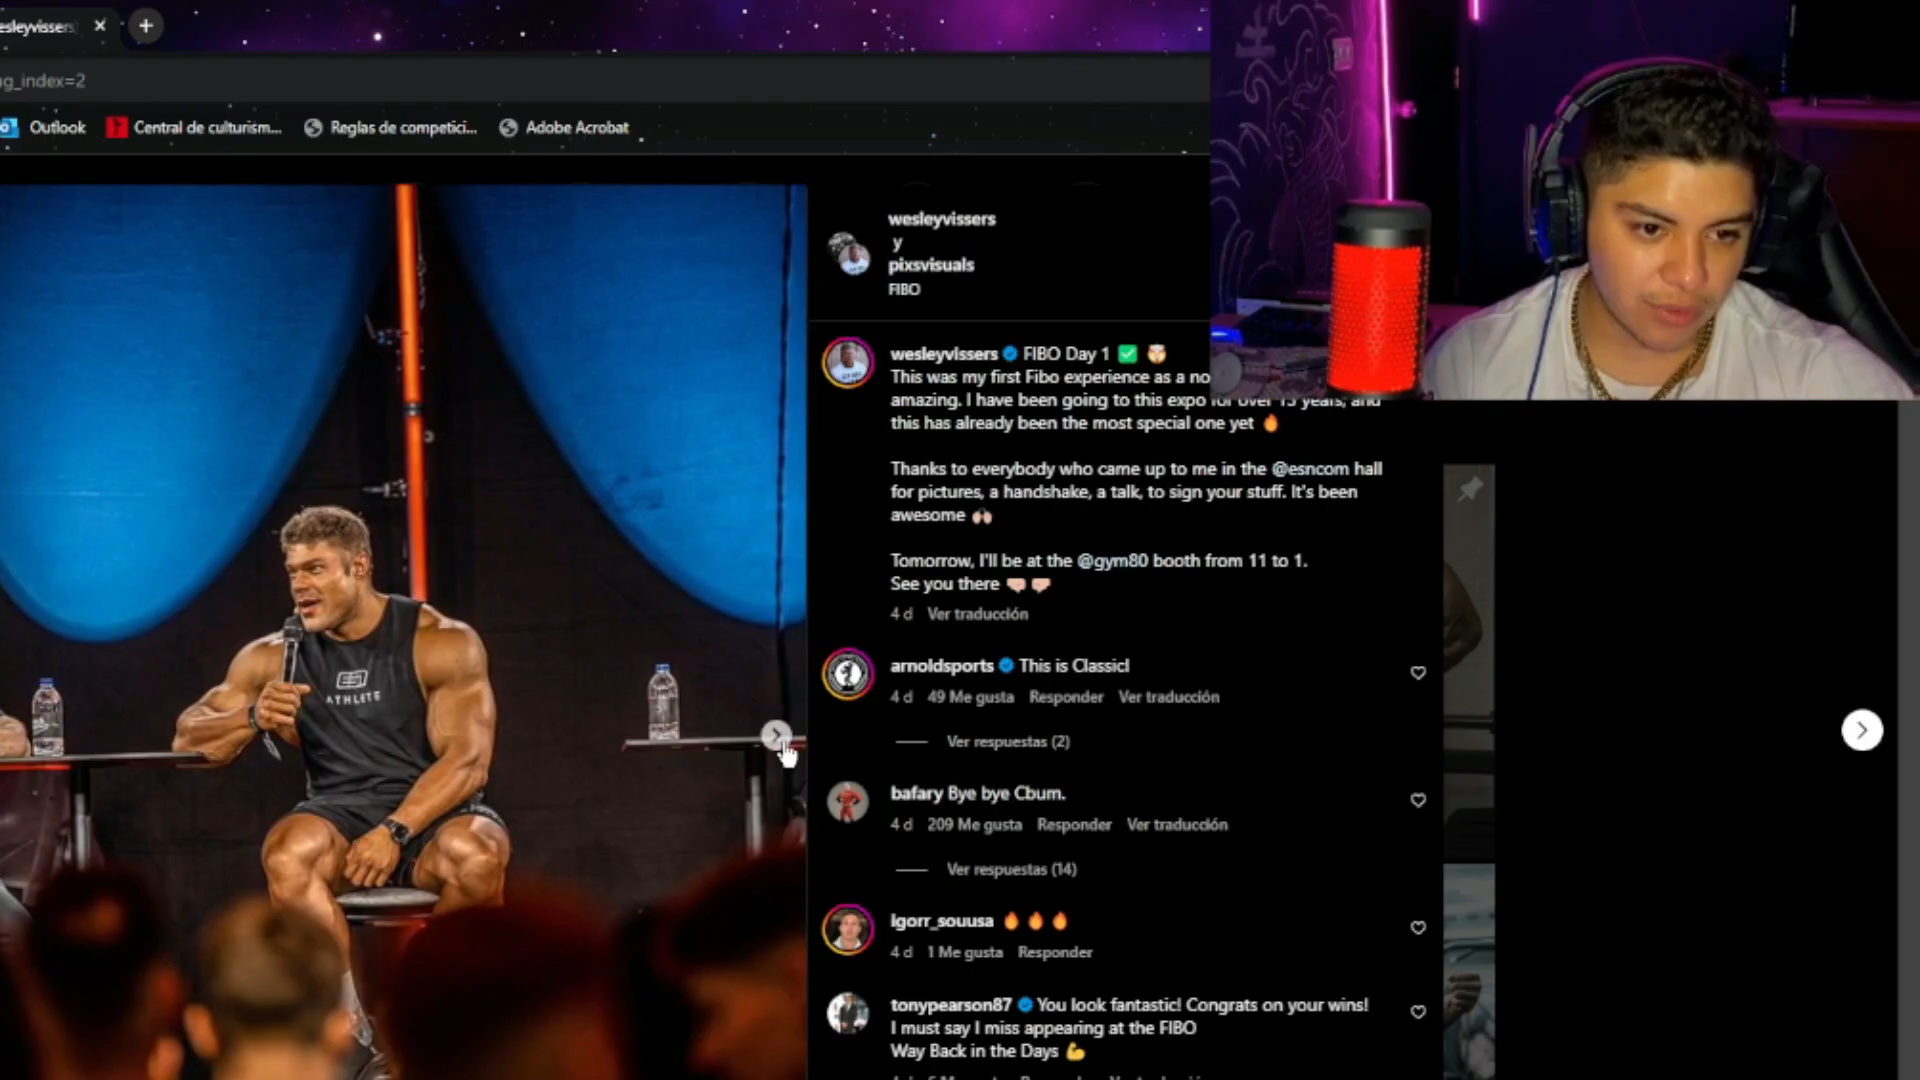 esleyvissers
g_index=2
Outlook
Central de culturism...
Reglas de competici...
Adobe Acrobat
wesleyvissers
y
pixsvisuals
FIBO
wesleyvissers FIBO Day 1 ✅ 🤯
This was my first Fibo experience as a
amazing. I have been going to this expo for over 15 years, and
this has already been the most special one yet 🔥
Thanks to everybody who came up to me in the @esncom hall
for pictures, a handshake, a talk, to sign your stuff. It's been
awesome 🙌🏻
Tomorrow, I'll be at the @gym80 booth from 11 to 1.
See you there 🤜🏻 🤛🏻
4 d Ver traducción
arnoldsports This is Classic!
4 d 49 Me gusta Responder Ver traducción
Ver respuestas (2)
bafary Bye bye Cbum.
4 d 209 Me gusta Responder Ver traducción
Ver respuestas (14)
Igorr_souusa 🔥 🔥 🔥
4 d 1 Me gusta Responder
tonypearson87 You look fantastic! Congrats on your wins!
I must say I miss appearing at the FIBO
Way Back in the Days 💪
ATHLETE